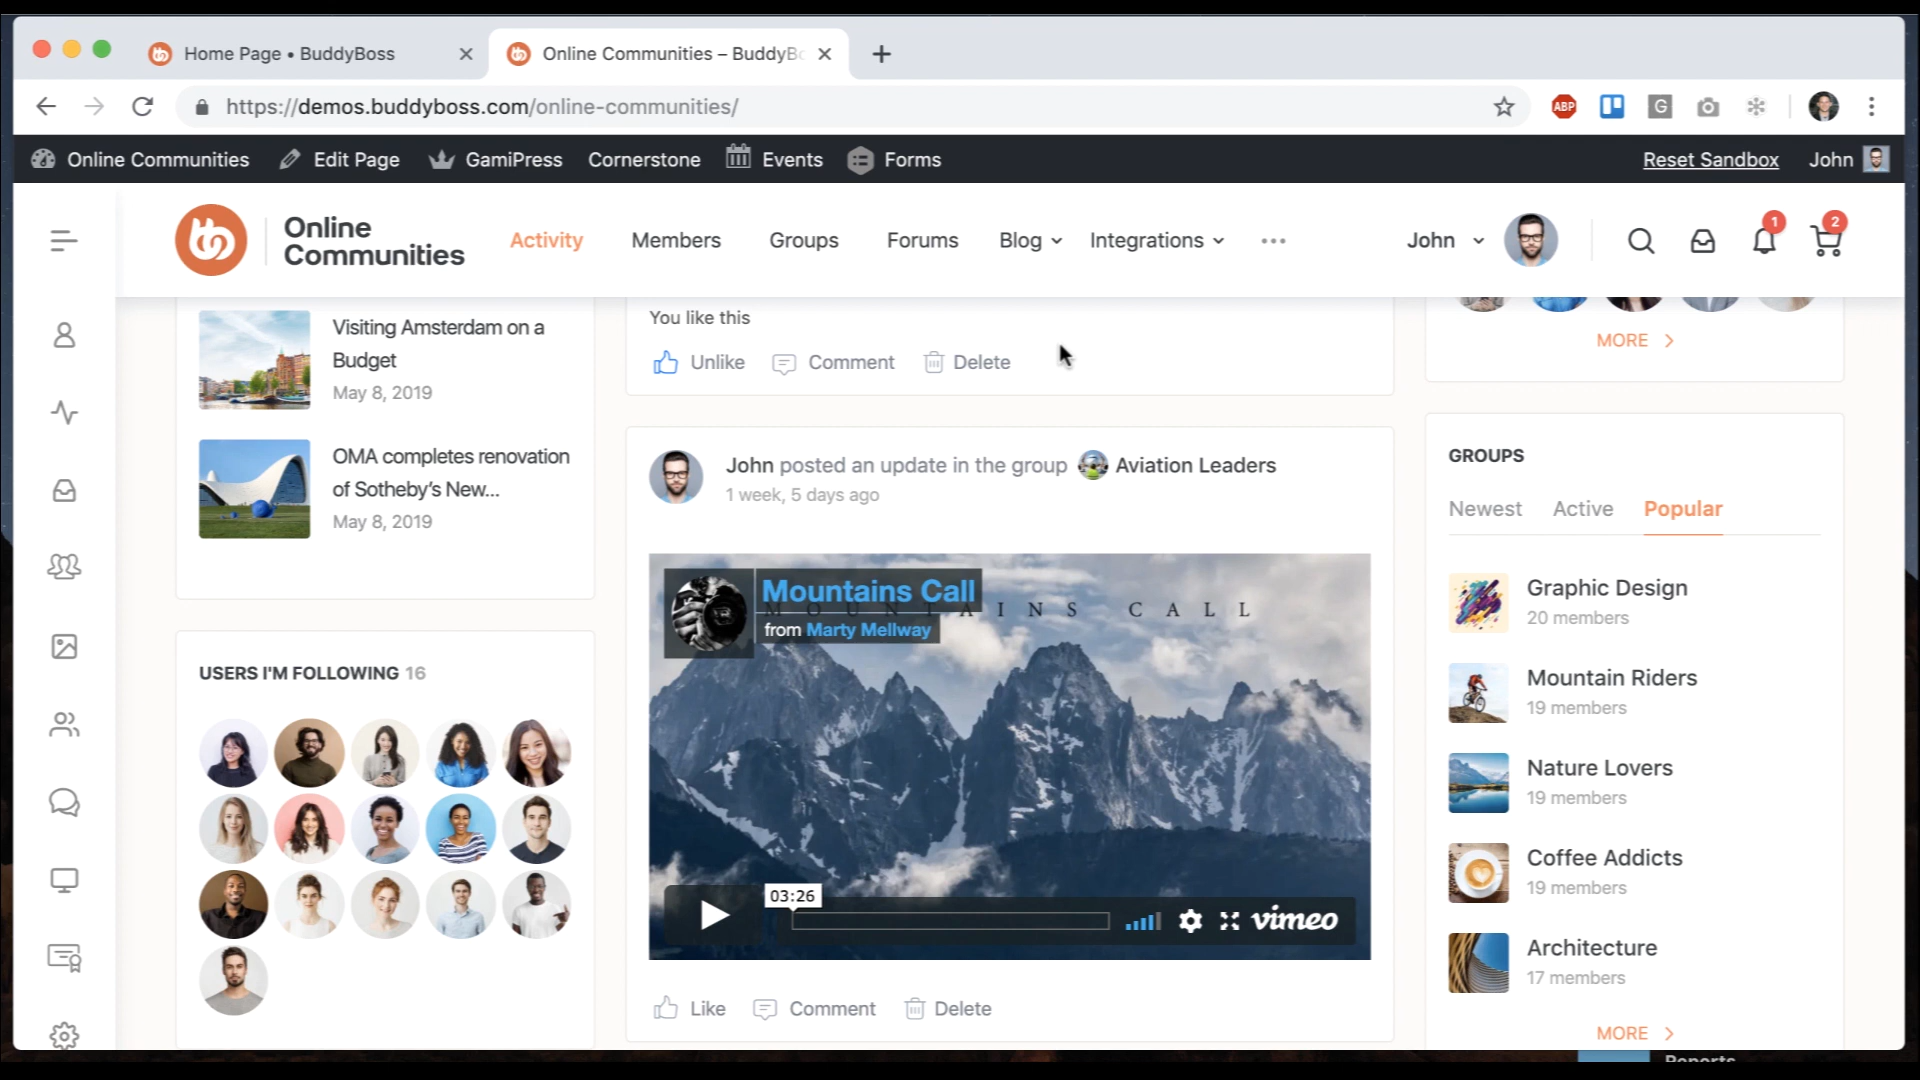 Home Page • BuddyBoss
Online Communities – BuddyBo
https://demos.buddyboss.com/online-communities/
ABP
G
Online Communities
Edit Page
GamiPress
Cornerstone
Events
Forms
Reset Sandbox
John
Online
Communities
Activity
Members
Groups
Forums
Blog
Integrations
John
1
2
Visiting Amsterdam on a
Budget
May 8, 2019
OMA completes renovation
of Sotheby's New...
May 8, 2019
USERS I'M FOLLOWING 16
You like this
Unlike
Comment
Delete
John posted an update in the group Aviation Leaders
1 week, 5 days ago
Mountains Call
MOUNTAINS CALL
from Marty Mellway
03:26
vimeo
Like
Comment
Delete
MORE
GROUPS
Newest
Active
Popular
Graphic Design
20 members
Mountain Riders
19 members
Nature Lovers
19 members
Coffee Addicts
19 members
Architecture
17 members
MORE
Reports